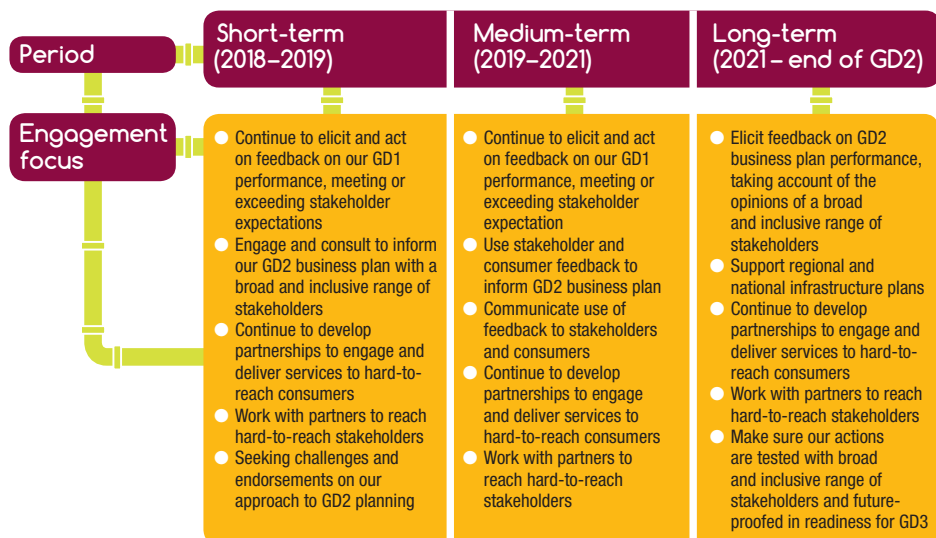 Period
Short-term
(2018–2019)
Medium-term
(2019–2021)
Long-term
(2021 – end of GD2)
Engagement
focus
Continue to elicit and act
on feedback on our GD1
performance, meeting or
exceeding stakeholder
expectations
Engage and consult to inform
our GD2 business plan with a
broad and inclusive range of
stakeholders
Continue to develop
partnerships to engage and
deliver services to hard-to-
reach consumers
Work with partners to reach
hard-to-reach stakeholders
Seeking challenges and
endorsements on our
approach to GD2 planning
Continue to elicit and act
on feedback on our GD1
performance, meeting or
exceeding stakeholder
expectation
Use stakeholder and
consumer feedback to
inform GD2 business plan
Communicate use of
feedback to stakeholders
and consumers
Continue to develop
partnerships to engage
and deliver services to
hard-to-reach consumers
Work with partners to
reach hard-to-reach
stakeholders
Elicit feedback on GD2
business plan performance,
taking account of the
opinions of a broad
and inclusive range of
stakeholders
Support regional and
national infrastructure plans
Continue to develop
partnerships to engage and
deliver services to hard-to-
reach consumers
Work with partners to reach
hard-to-reach stakeholders
Make sure our actions
are tested with broad
and inclusive range of
stakeholders and future-
proofed in readiness for GD3